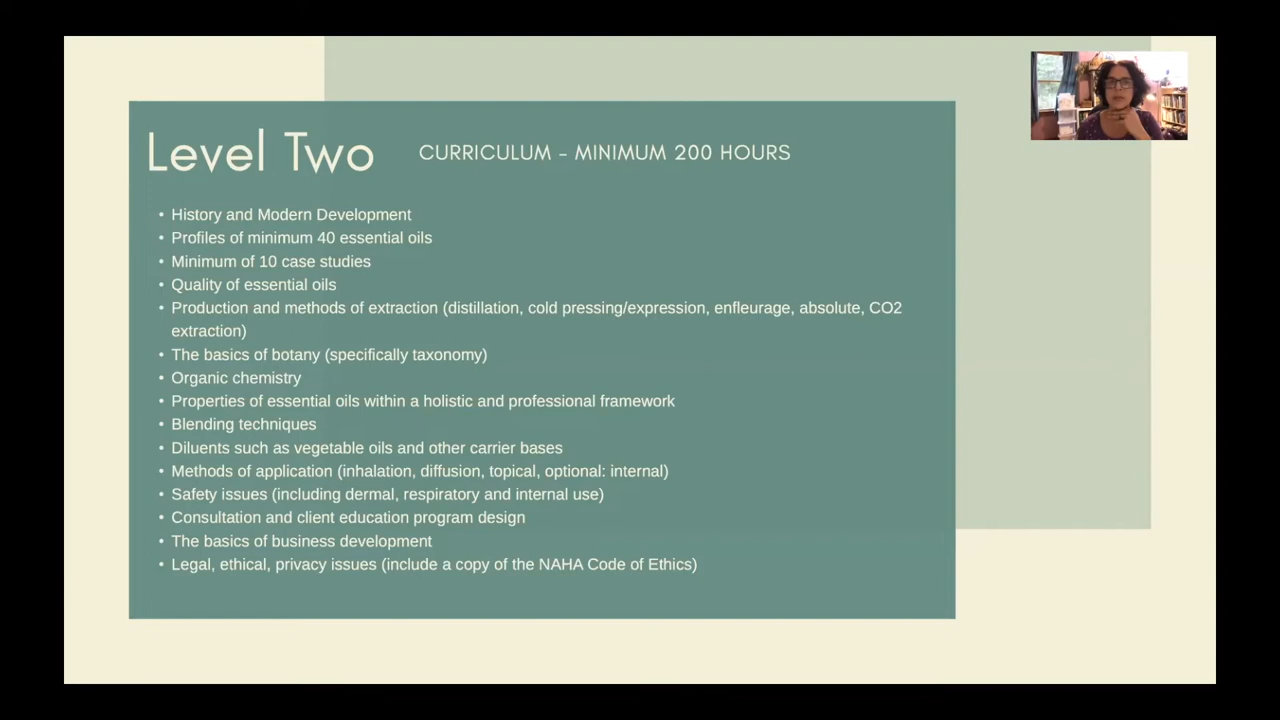 Level Two
CURRICULUM - MINIMUM 200 HOURS
• History and Modern Development
• Profiles of minimum 40 essential oils
• Minimum of 10 case studies
• Quality of essential oils
• Production and methods of extraction (distillation, cold pressing/expression, enfleurage, absolute, CO2
extraction)
• The basics of botany (specifically taxonomy)
• Organic chemistry
• Properties of essential oils within a holistic and professional framework
• Blending techniques
• Diluents such as vegetable oils and other carrier bases
• Methods of application (inhalation, diffusion, topical, optional: internal)
• Safety issues (including dermal, respiratory and internal use)
• Consultation and client education program design
• The basics of business development
• Legal, ethical, privacy issues (include a copy of the NAHA Code of Ethics)